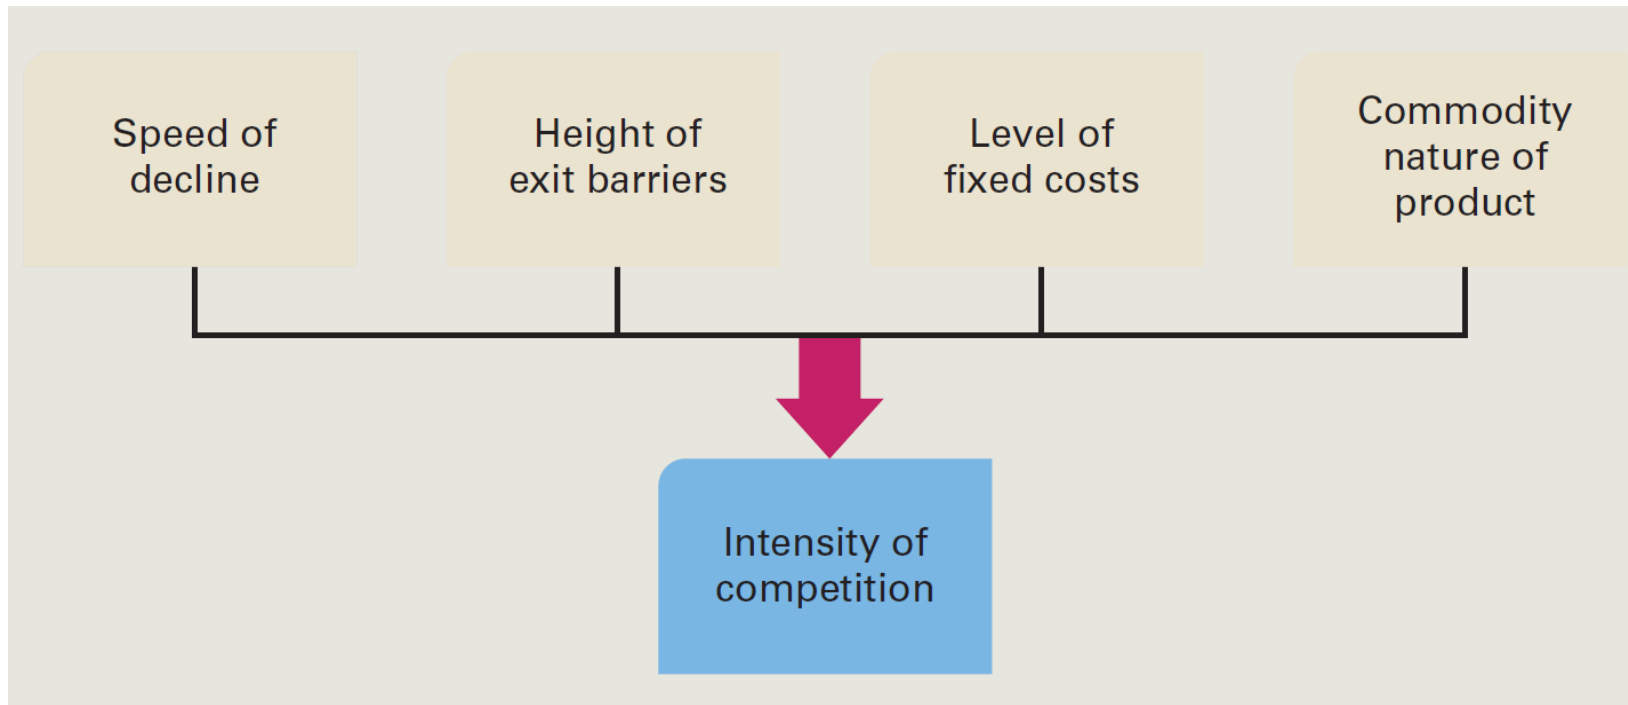 Speed of
decline
Height of
exit barriers
Level of
fixed costs
Commodity
nature of
product
Intensity of
competition